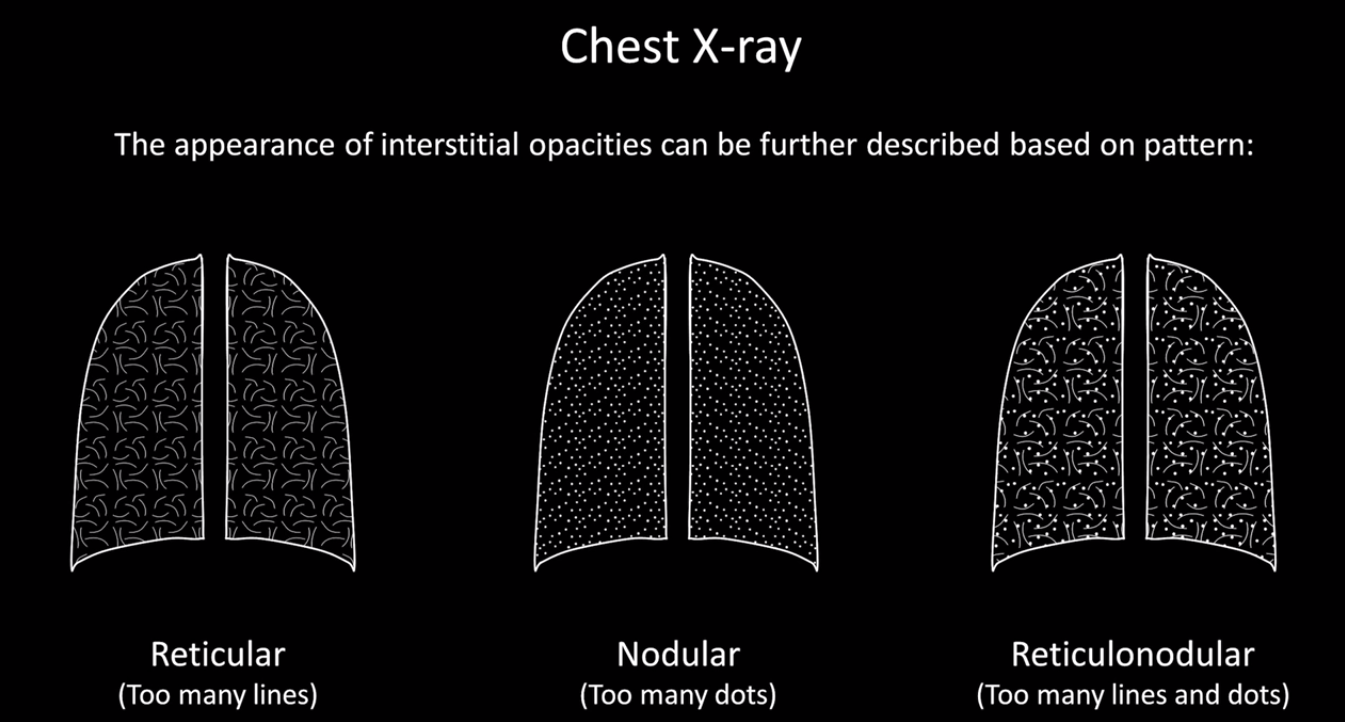 Chest X-ray
The appearance of interstitial opacities can be further described based on pattern:
Reticular
(Too many lines)
Nodular
(Too many dots)
Reticulonodular
(Too many lines and dots)